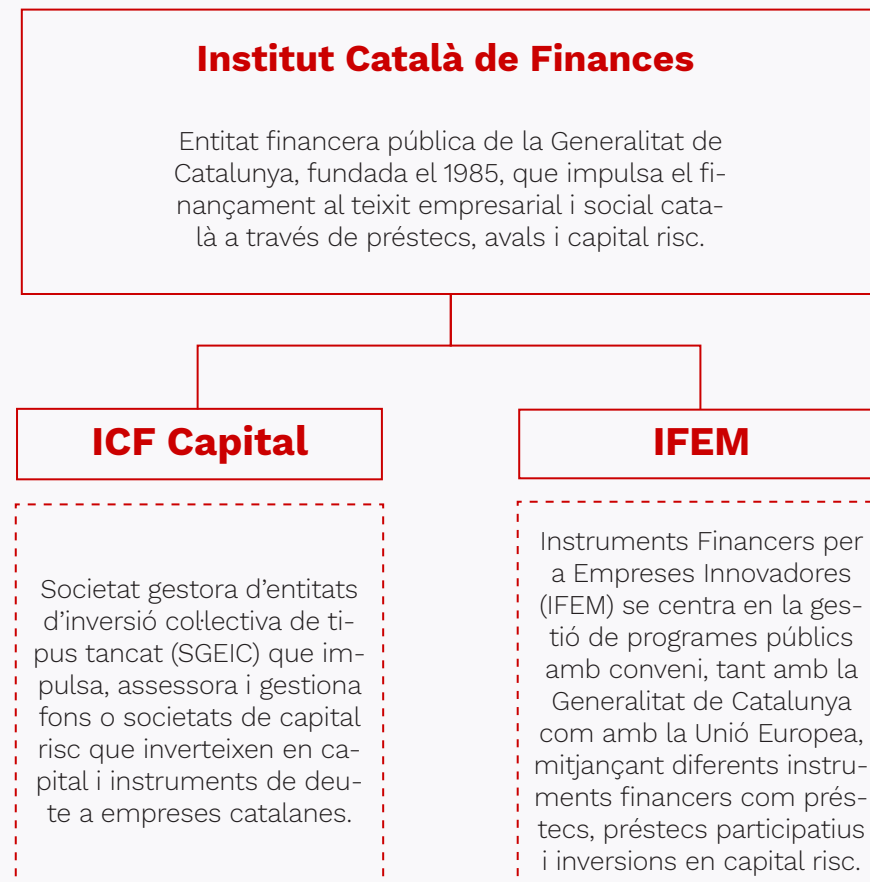 Institut Català de Finances
Entitat financera pública de la Generalitat de
Catalunya, fundada el 1985, que impulsa el fi-
nançament al teixit empresarial i social cata-
là a través de préstecs, avals i capital risc.
ICF Capital
Societat gestora d’entitats
d’inversió col·lectiva de ti-
pus tancat (SGEIC) que im-
pulsa, assessora i gestiona
fons o societats de capital
risc que inverteixen en ca-
pital i instruments de deu-
te a empreses catalanes.
IFEM
Instruments Financers per
a Empreses Innovadores
(IFEM) se centra en la ges-
tió de programes públics
amb conveni, tant amb la
Generalitat de Catalunya
com amb la Unió Europea,
mitjançant diferents instru-
ments financers com prés-
tecs, préstecs participatius
i inversions en capital risc.